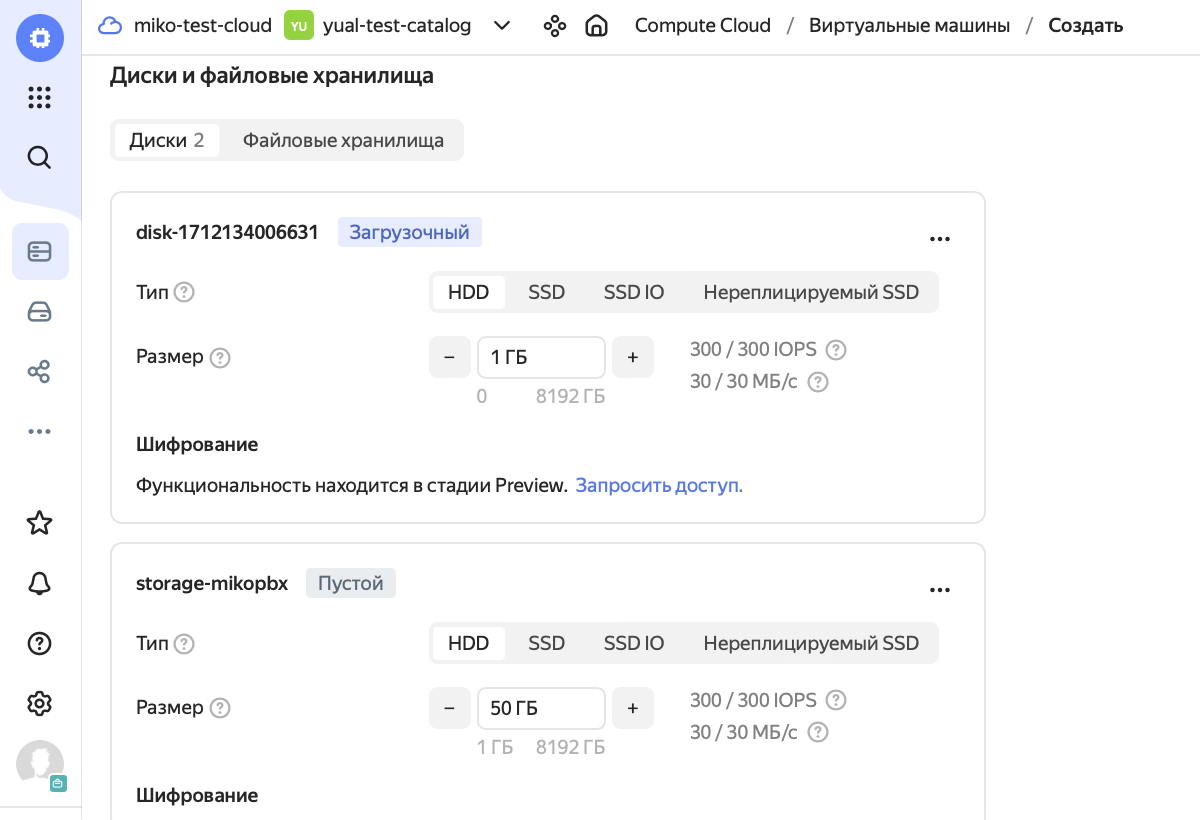 miko-test-cloud YU yual-test-catalog Compute Cloud / Виртуальные машины / Создать
Диски и файловые хранилища
Диски 2 Файловые хранилища
disk-1712134006631 Загрузочный
Тип HDD SSD SSD IO Нереплицируемый SSD
Размер − 1 ГБ + 300 / 300 IOPS
30 / 30 МБ/с
0 8192 ГБ
Шифрование
Функциональность находится в стадии Preview. Запросить доступ.
storage-mikopbx Пустой
Тип HDD SSD SSD IO Нереплицируемый SSD
Размер − 50 ГБ + 300 / 300 IOPS
30 / 30 МБ/с
1 ГБ 8192 ГБ
Шифрование